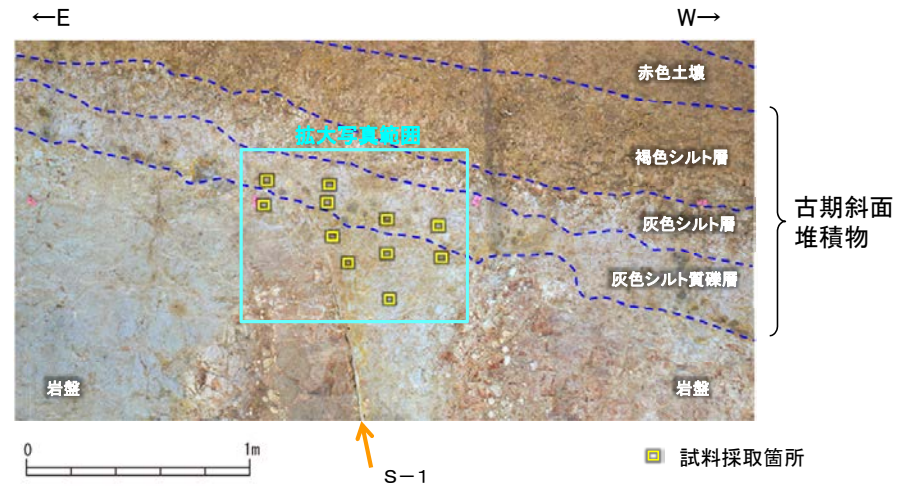 ←E
W→
赤色土壌
拡大写真範囲
褐色シルト層
灰色シルト層
古期斜面
堆積物
灰色シルト質礫層
岩盤
岩盤
0
1m
S－1
試料採取箇所